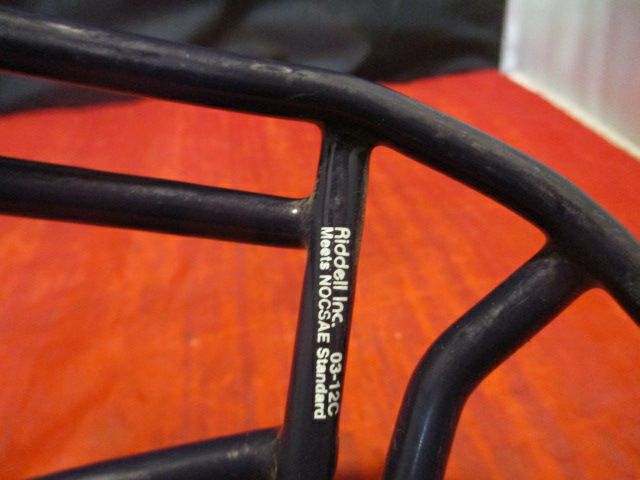 Riddell Inc. 03-12C
Meets NOCSAE Standard